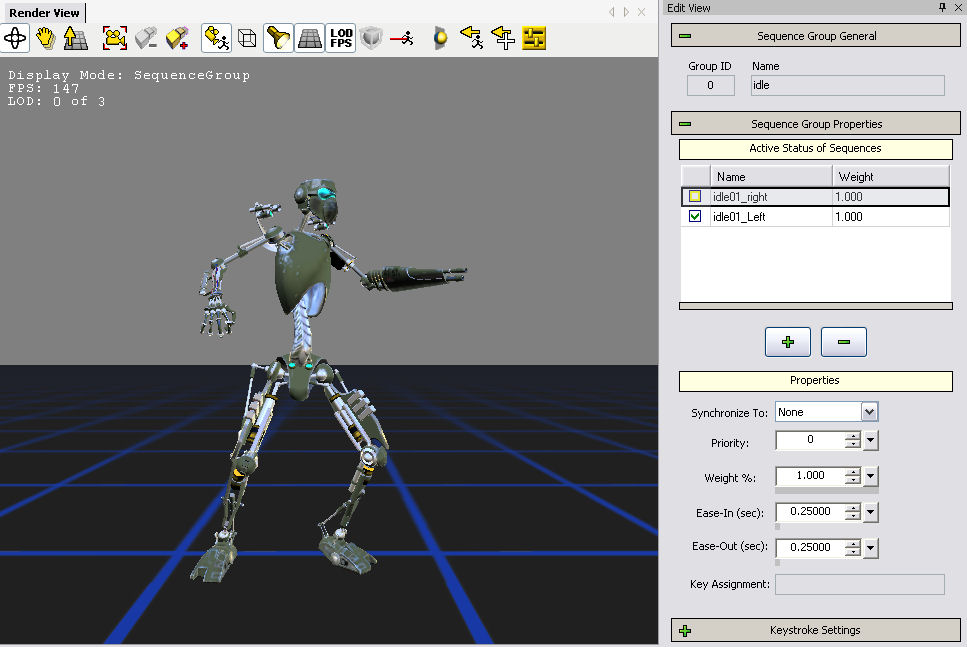 Render View
LOD
FPS
Display Mode: SequenceGroup
FPS: 147
LOD: 0 of 3
Edit View
Sequence Group General
Group ID Name
0 idle
Sequence Group Properties
Active Status of Sequences
Name Weight
idle01_right 1.000
idle01_Left 1.000
Properties
Synchronize To: None
Priority: 0
Weight %: 1.000
Ease-In (sec): 0.25000
Ease-Out (sec): 0.25000
Key Assignment:
Keystroke Settings